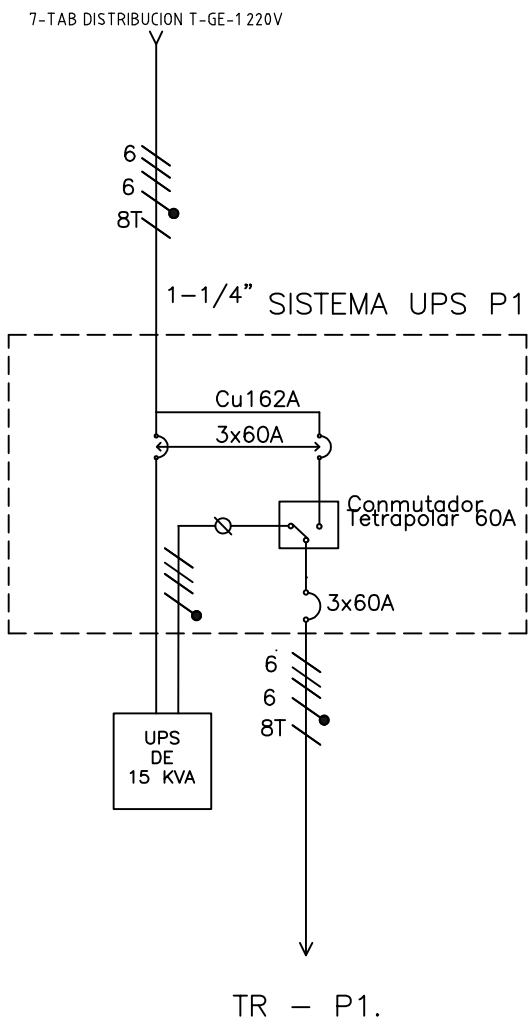 7-TAB DISTRIBUCION T-GE-1 220V
6
6
8T
1-1/4"
SISTEMA UPS P1
Cu162A
3x60A
Conmutador
Tetrapolar 60A
3x60A
6
6
8T
UPS
DE
15 KVA
TR - P1.